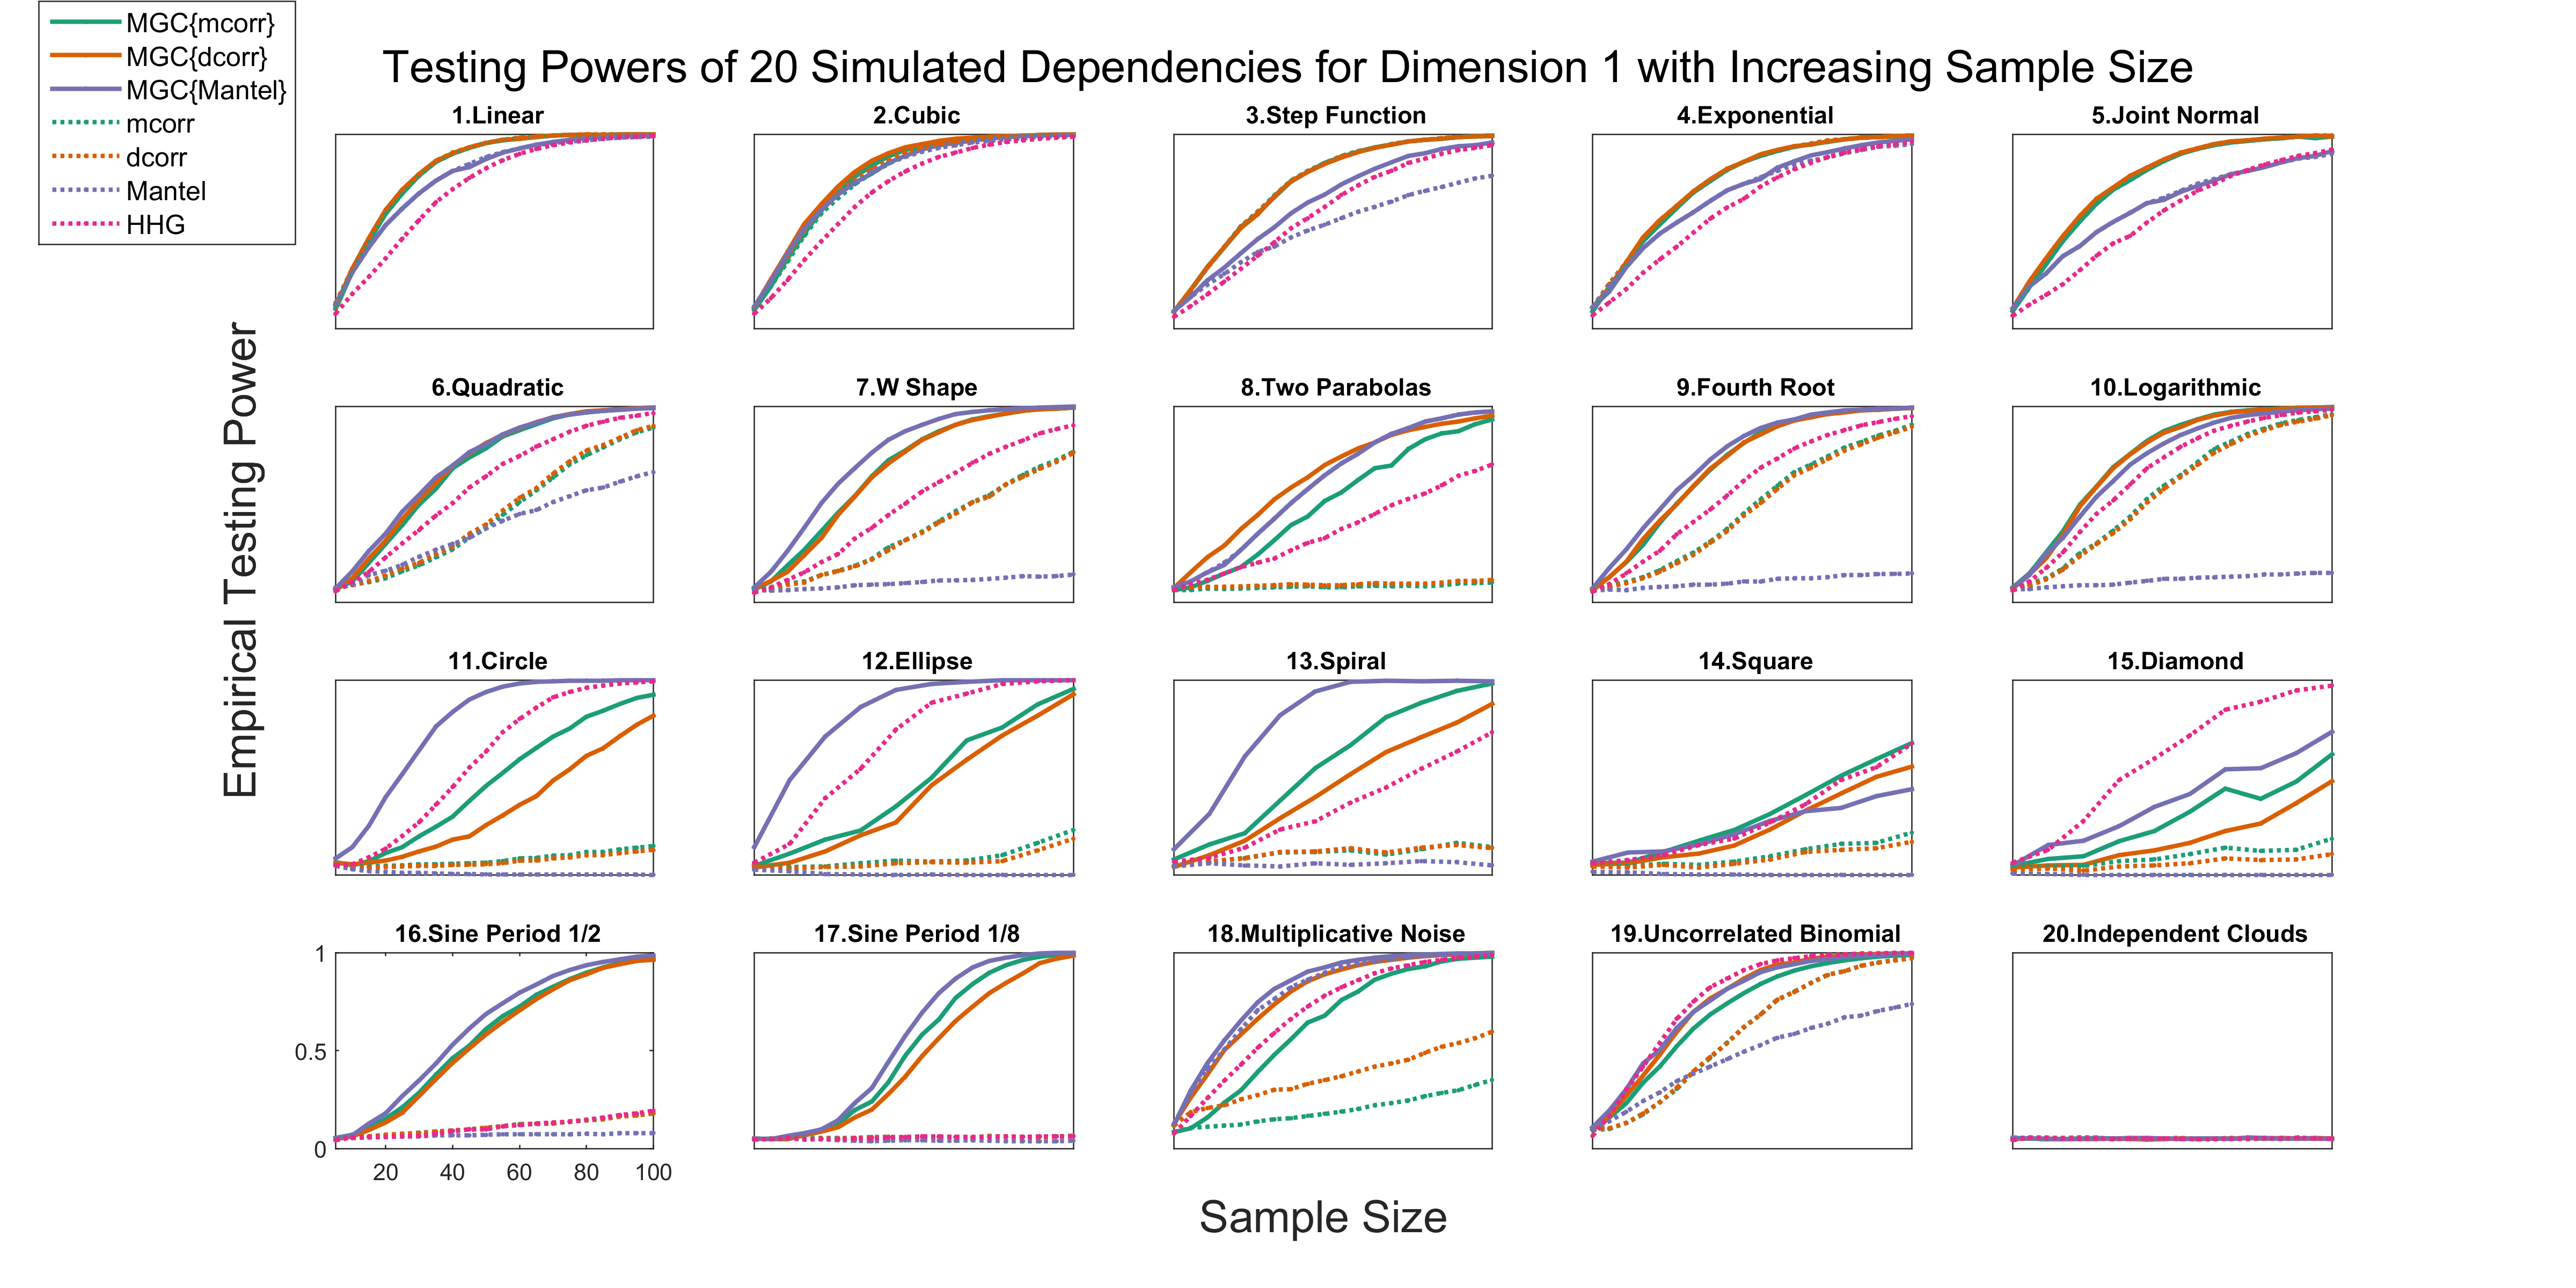 MGC{mcorr}
MGC{dcorr}
MGC{Mantel}
mcorr
dcorr
Mantel
HHG
Testing Powers of 20 Simulated Dependencies for Dimension 1 with Increasing Sample Size
1.Linear
2.Cubic
3.Step Function
4.Exponential
5.Joint Normal
6.Quadratic
7.W Shape
8.Two Parabolas
9.Fourth Root
10.Logarithmic
Empirical Testing Power
11.Circle
12.Ellipse
13.Spiral
14.Square
15.Diamond
16.Sine Period 1/2
17.Sine Period 1/8
18.Multiplicative Noise
19.Uncorrelated Binomial
20.Independent Clouds
1
0.5
0
20 40 60 80 100
Sample Size